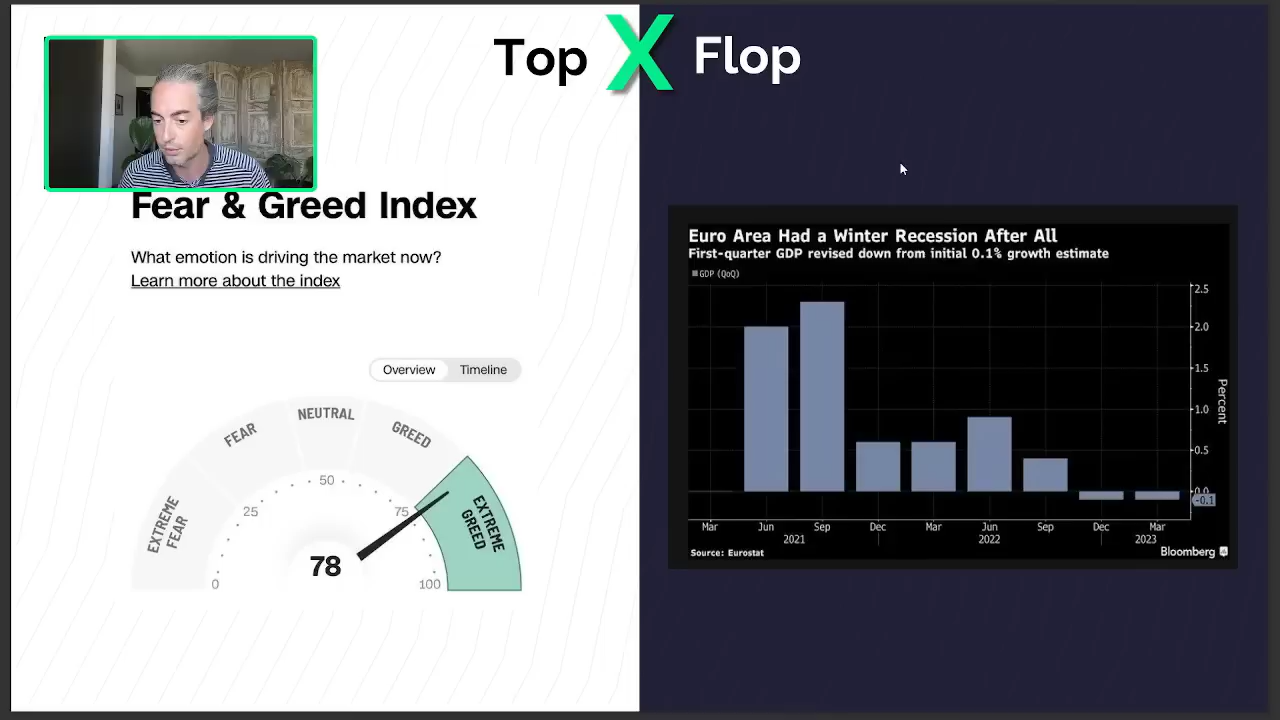 Top X Flop
Fear & Greed Index
What emotion is driving the market now?
Learn more about the index
Overview Timeline
EXTREME
FEAR
FEAR
NEUTRAL
GREED
EXTREME
GREED
0
25
50
75
100
78
Euro Area Had a Winter Recession After All
First-quarter GDP revised down from initial 0.1% growth estimate
GDP (QoQ)
2.5
2.0
1.5
1.0
0.5
0.0
-0.1
Percent
Mar Jun Sep Dec Mar Jun Sep Dec Mar
2021 2022 2023
Source: Eurostat
Bloomberg